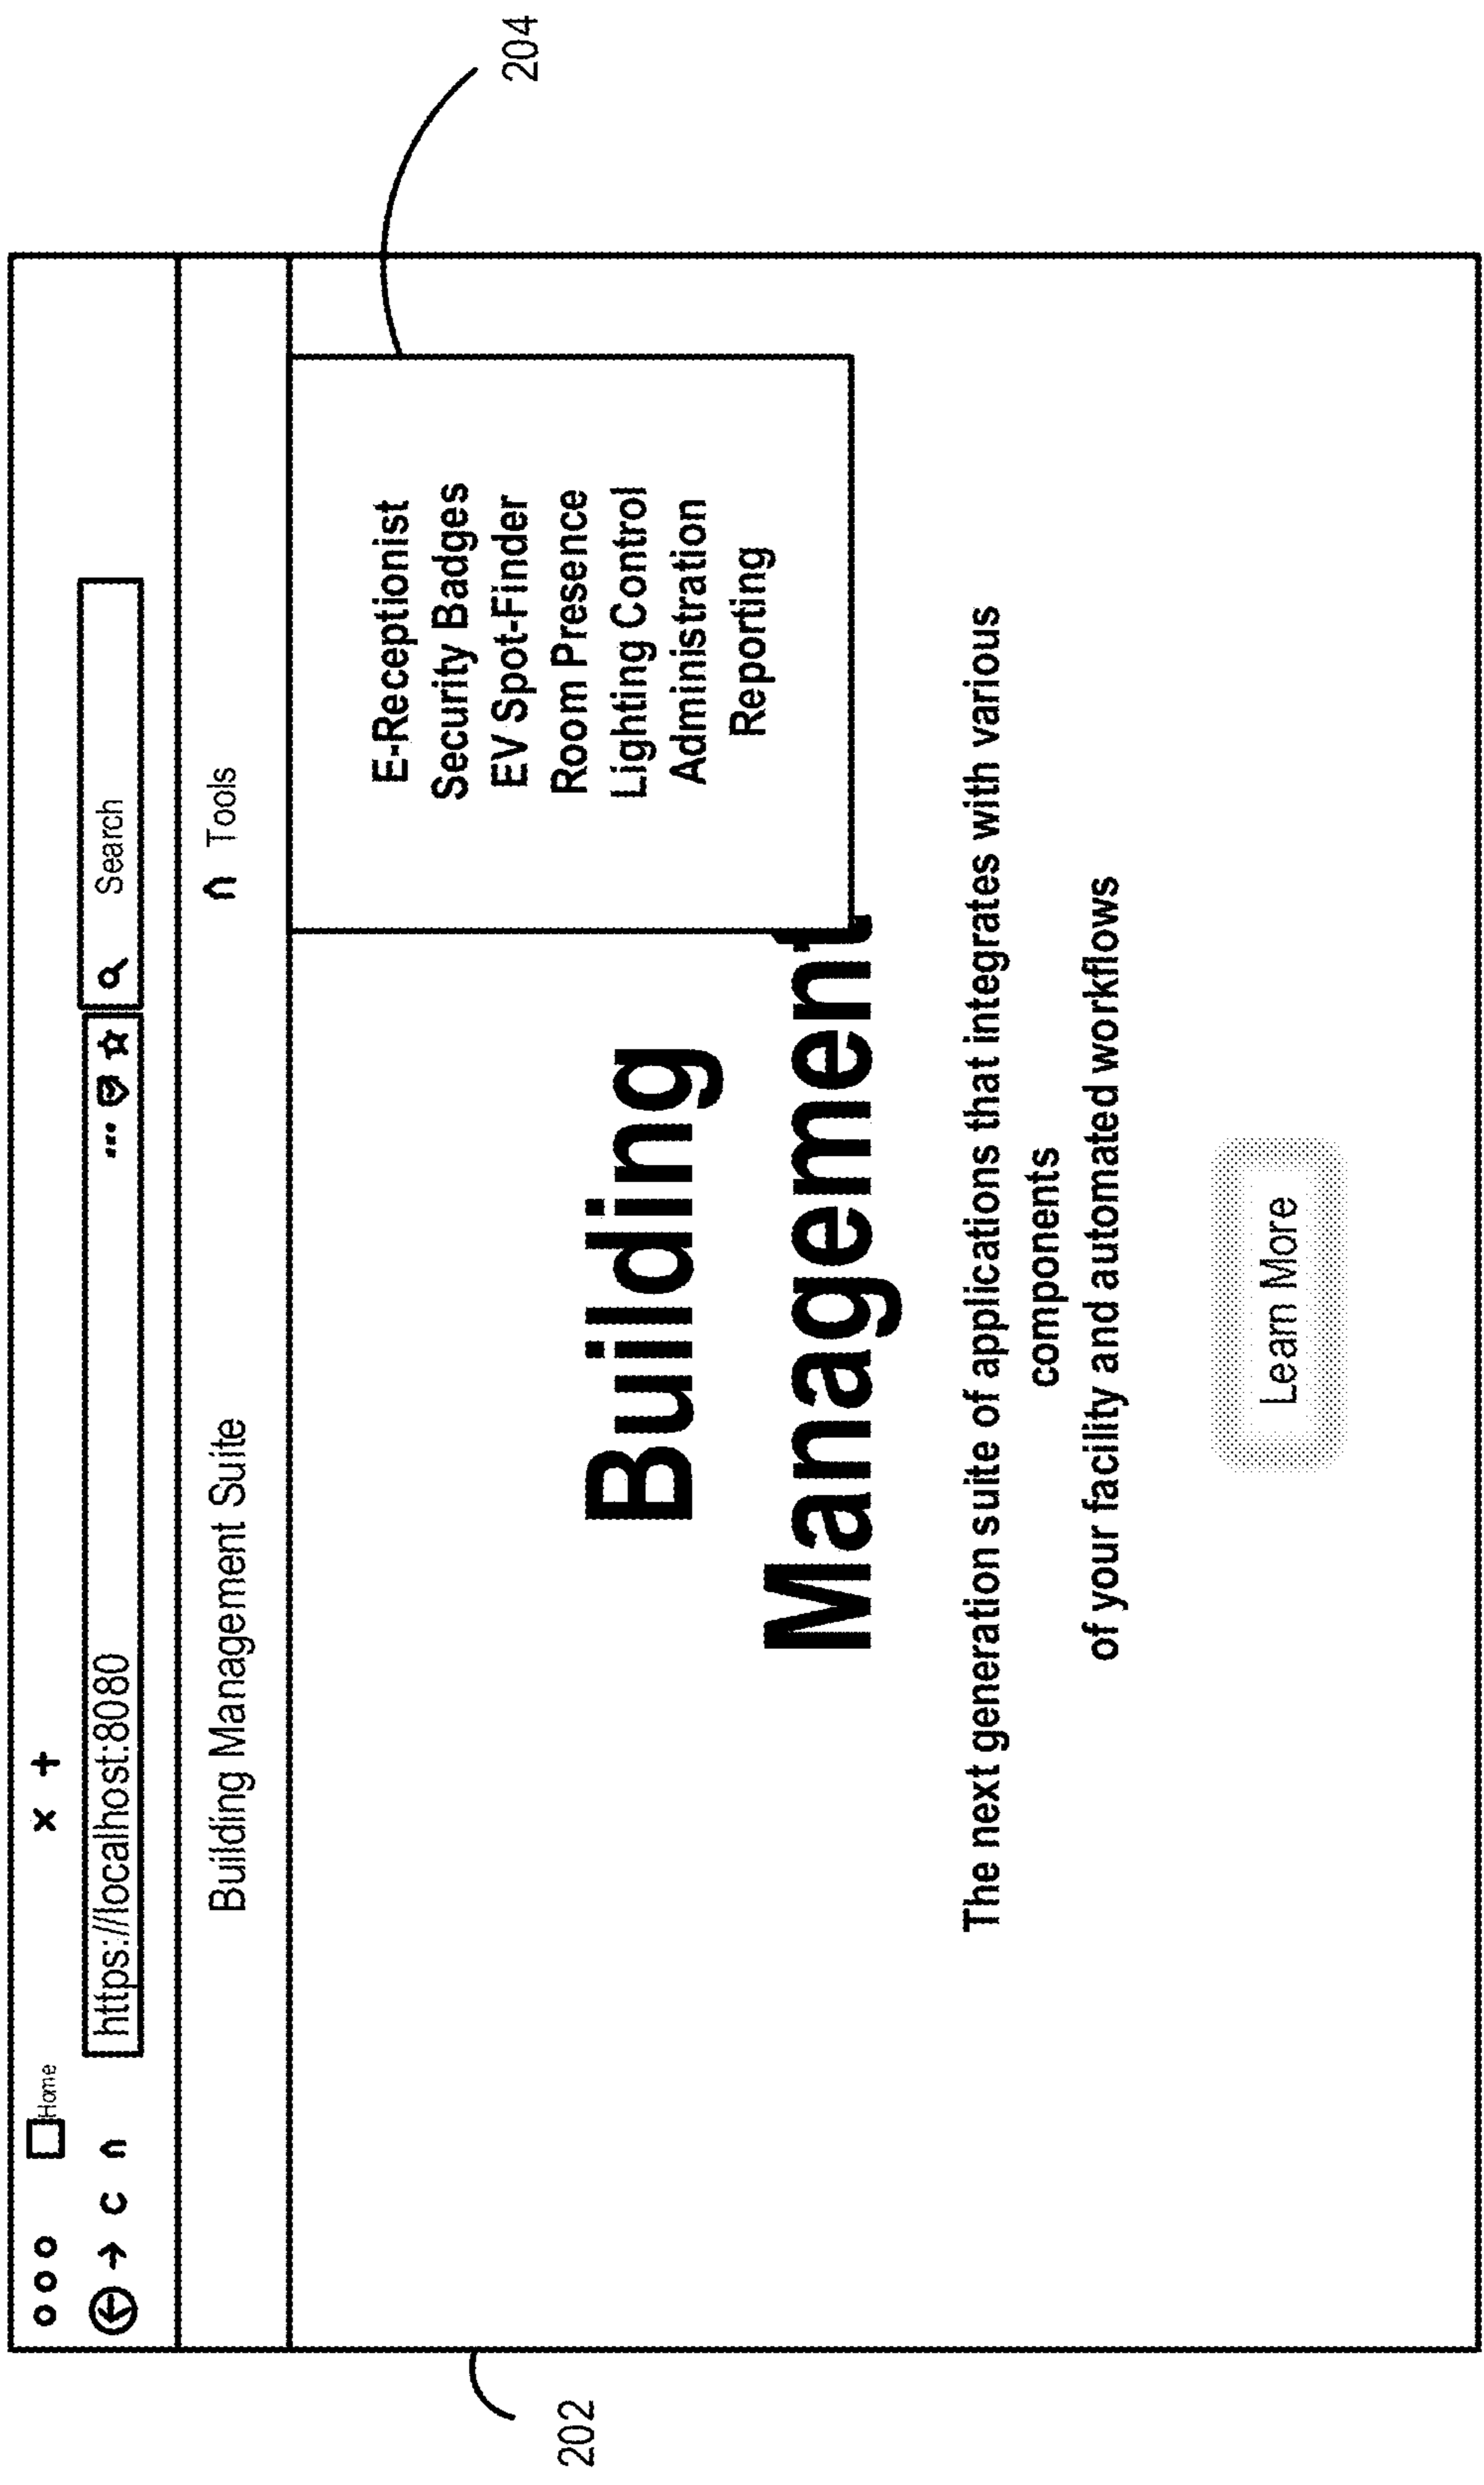 Home x +
https://localhost:8080 ... Search
Building Management Suite Tools
204
E-Receptionist
Security Badges
EV Spot-Finder
Room Presence
Lighting Control
Administration
Reporting
Building
Management
The next generation suite of applications that integrates with various
components
of your facility and automated workflows
Learn More
202